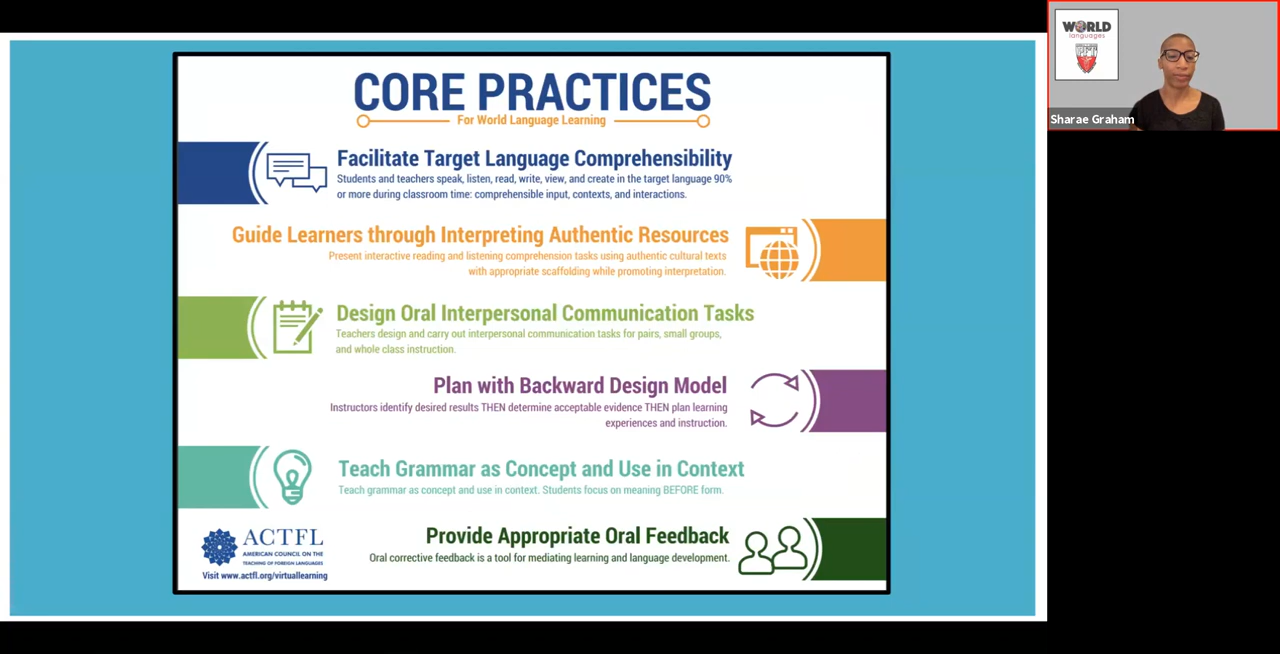 CORE PRACTICES
For World Language Learning
Facilitate Target Language Comprehensibility
Students and teachers speak, listen, read, write, view, and create in the target language 90%
or more during classroom time: comprehensible input, contexts, and interactions.
Guide Learners through Interpreting Authentic Resources
Present interactive reading and listening comprehension tasks using authentic cultural texts
with appropriate scaffolding while promoting interpretation.
Design Oral Interpersonal Communication Tasks
Teachers design and carry out interpersonal communication tasks for pairs, small groups,
and whole class instruction.
Plan with Backward Design Model
Instructors identify desired results THEN determine acceptable evidence THEN plan learning
experiences and instruction.
Teach Grammar as Concept and Use in Context
Teach grammar as concept and use in context. Students focus on meaning BEFORE form.
Provide Appropriate Oral Feedback
Oral corrective feedback is a tool for mediating learning and language development.
ACTFL
AMERICAN COUNCIL ON THE
TEACHING OF FOREIGN LANGUAGES
Visit www.actfl.org/virtuallearning
WORLD
languages
Sharae Graham